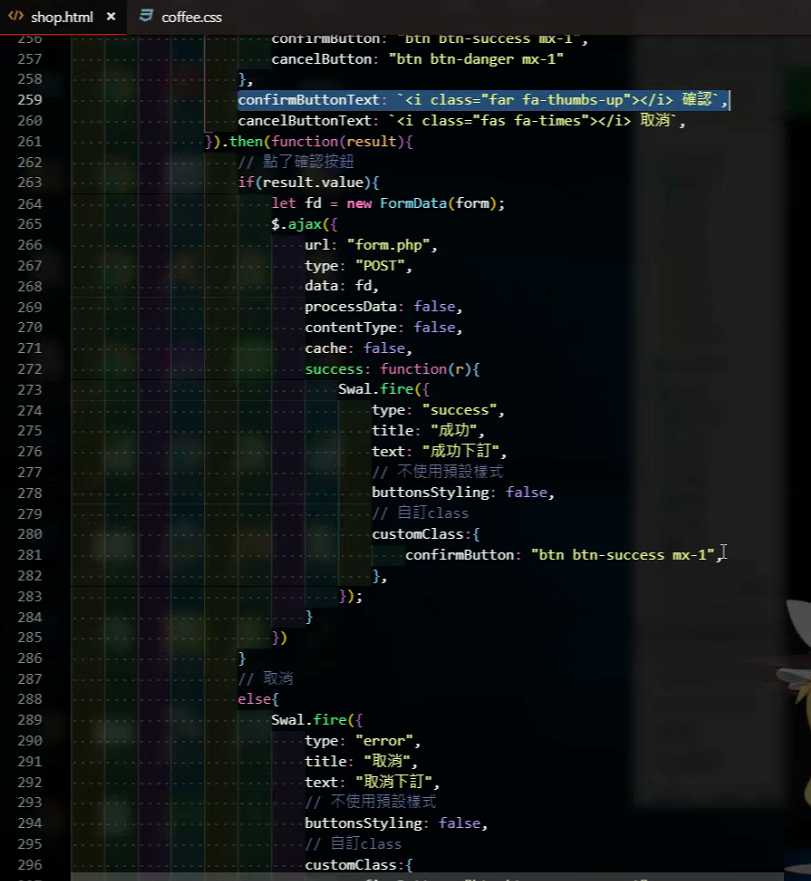 shop.html × coffee.css
256 confirmButton: "btn btn-success mx-1",
257 cancelButton: "btn btn-danger mx-1"
258 },
259 confirmButtonText: `<i class="far fa-thumbs-up"></i> 確認`,
260 cancelButtonText: `<i class="fas fa-times"></i> 取消`,
261 }).then(function(result){
262 // 點了確認按鈕
263 if(result.value){
264 let fd = new FormData(form);
265 $.ajax({
266 url: "form.php",
267 type: "POST",
268 data: fd,
269 processData: false,
270 contentType: false,
271 cache: false,
272 success: function(r){
273 Swal.fire({
274 type: "success",
275 title: "成功",
276 text: "成功下訂",
277 // 不使用預設樣式
278 buttonsStyling: false,
279 // 自訂class
280 customClass:{
281 confirmButton: "btn btn-success mx-1",
282 },
283 });
284 }
285 })
286 }
287 // 取消
288 else{
289 Swal.fire({
290 type: "error",
291 title: "取消",
292 text: "取消下訂",
293 // 不使用預設樣式
294 buttonsStyling: false,
295 // 自訂class
296 customClass:{